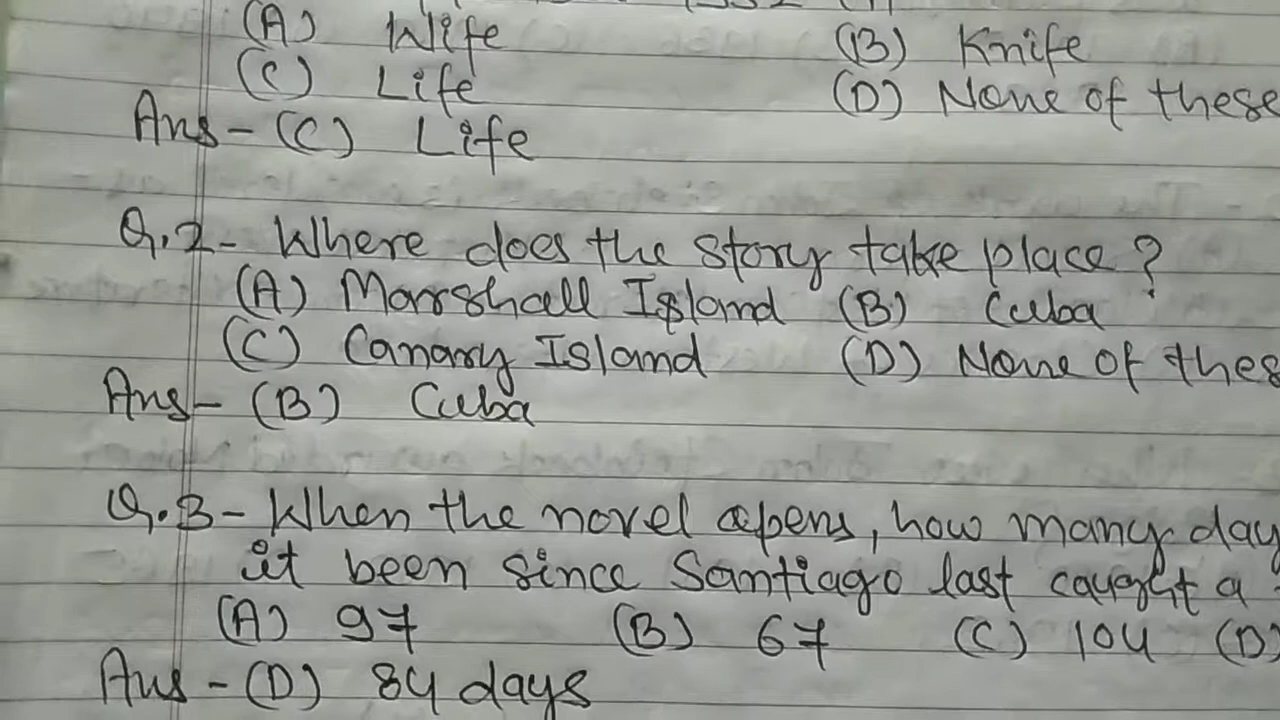 (A) Wife (B) Knife
(C) Life (D) None of these
Ans - (C) Life
Q.2 - Where does the story take place ?
(A) Marshall Island (B) Cuba
(C) Canary Island (D) None of thes
Ans - (B) Cuba
Q.3 - When the novel opens, how many day
it been since Santiago last caught a
(A) 97 (B) 67 (C) 104 (D)
Ans - (D) 84 days